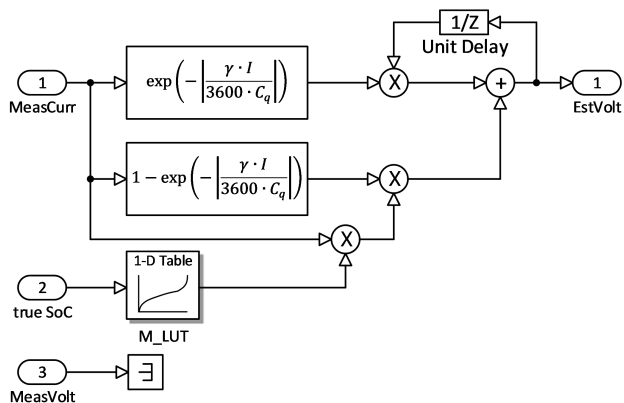 1/Z
Unit Delay
1
MeasCurr
exp(−|γ · I / 3600 · C_q|)
X
+
1
EstVolt
1 − exp(−|γ · I / 3600 · C_q|)
X
X
1-D Table
2
true SoC
M_LUT
3
MeasVolt